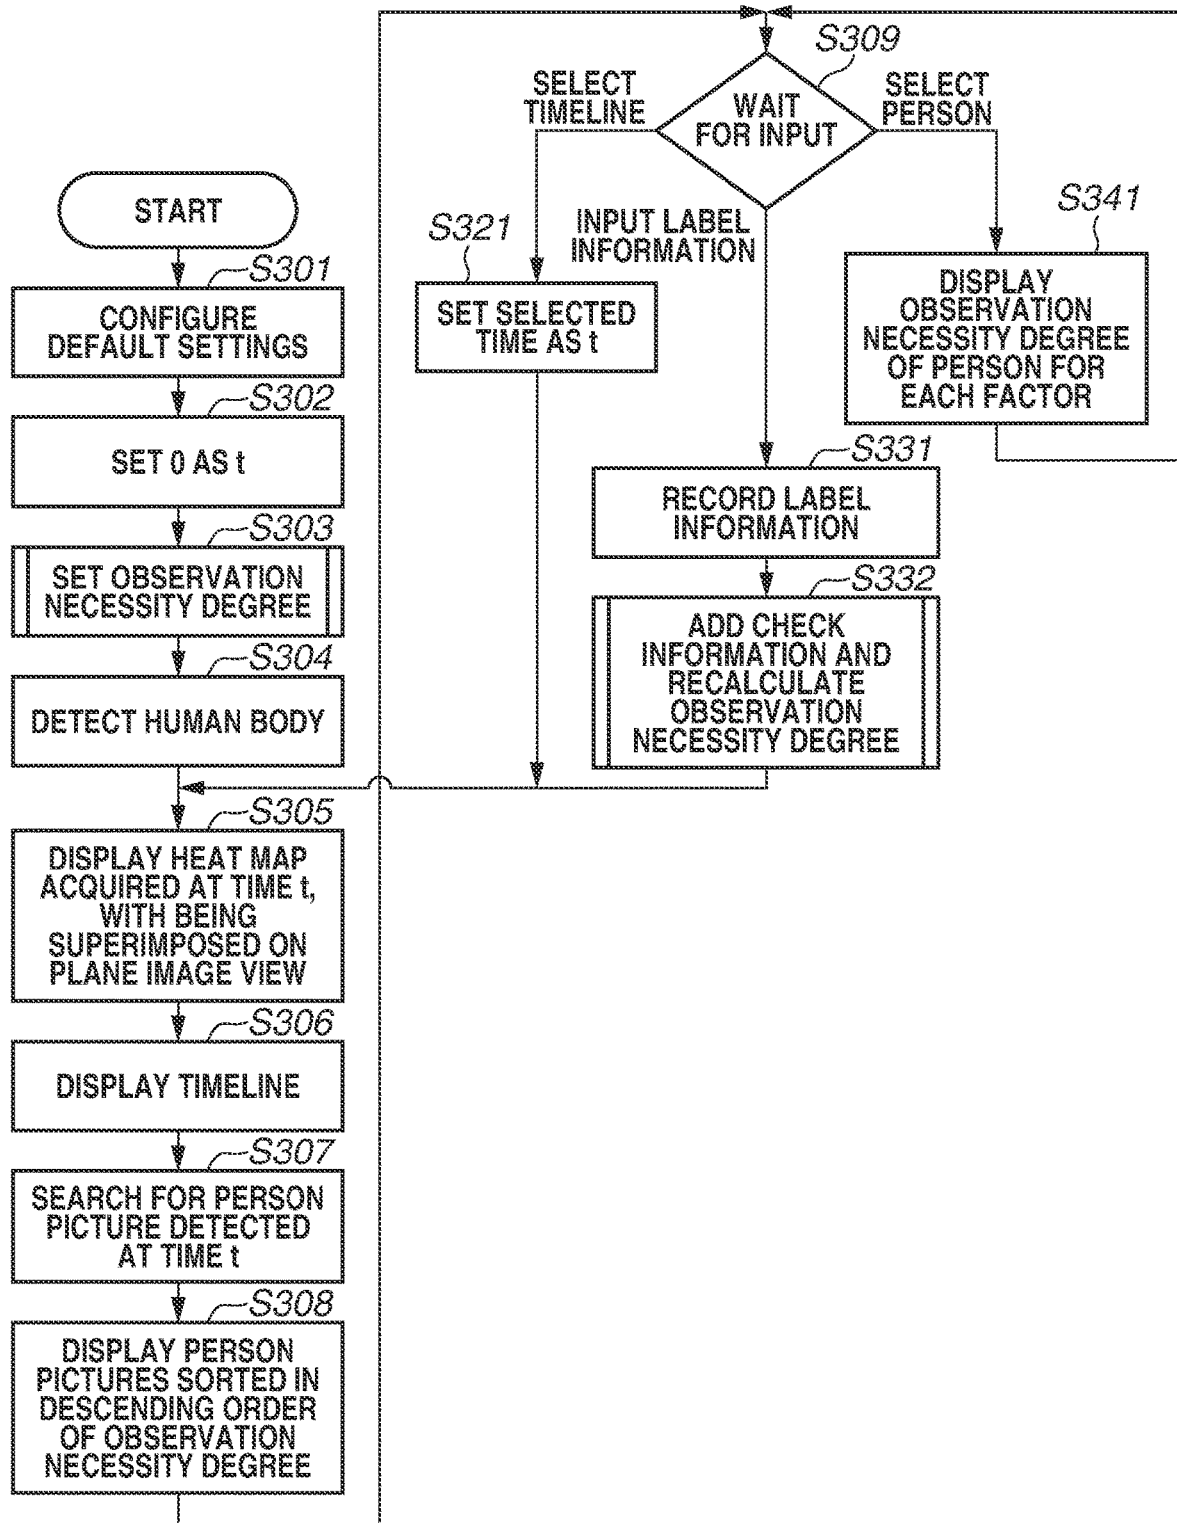 START
S301
CONFIGURE
DEFAULT SETTINGS
S302
SET 0 AS t
S303
SET OBSERVATION
NECESSITY DEGREE
S304
DETECT HUMAN BODY
S305
DISPLAY HEAT MAP
ACQUIRED AT TIME t,
WITH BEING
SUPERIMPOSED ON
PLANE IMAGE VIEW
S306
DISPLAY TIMELINE
S307
SEARCH FOR PERSON
PICTURE DETECTED
AT TIME t
S308
DISPLAY PERSON
PICTURES SORTED IN
DESCENDING ORDER
OF OBSERVATION
NECESSITY DEGREE
S309
WAIT
FOR INPUT
SELECT
TIMELINE
S321
SET SELECTED
TIME AS t
INPUT LABEL
INFORMATION
S331
RECORD LABEL
INFORMATION
S332
ADD CHECK
INFORMATION AND
RECALCULATE
OBSERVATION
NECESSITY DEGREE
SELECT
PERSON
S341
DISPLAY
OBSERVATION
NECESSITY DEGREE
OF PERSON FOR
EACH FACTOR